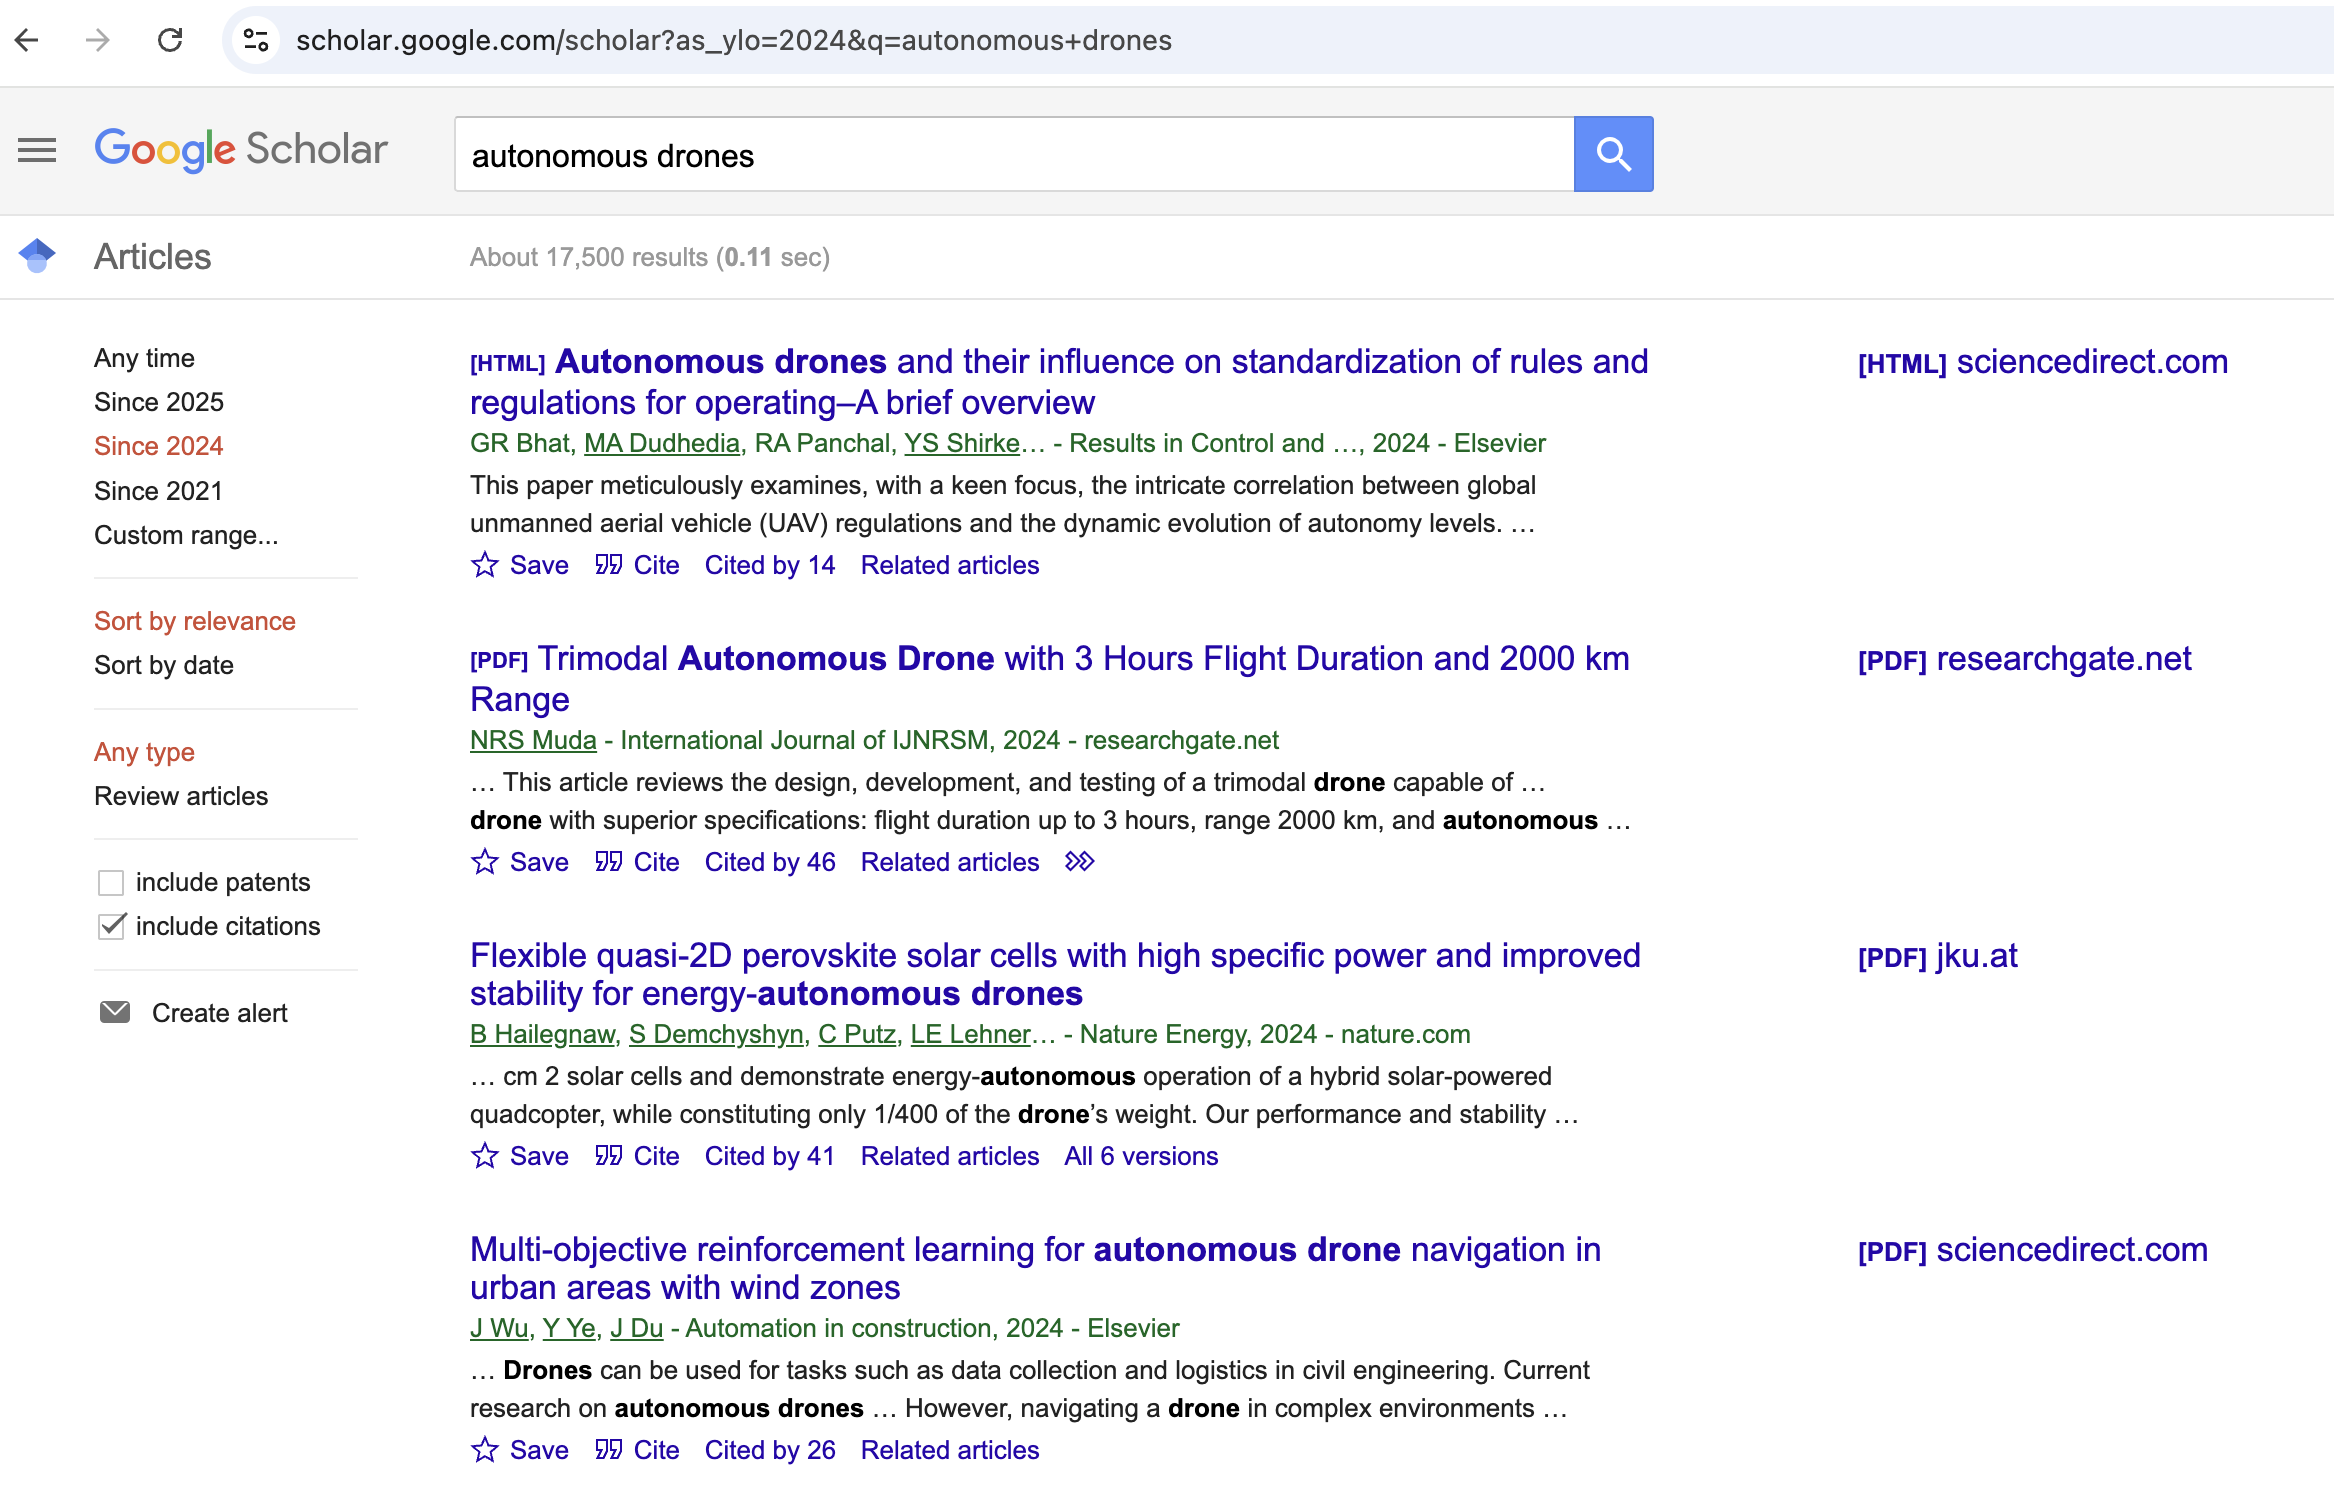 scholar.google.com/scholar?as_ylo=2024&q=autonomous+drones
Google Scholar
autonomous drones
Articles
About 17,500 results (0.11 sec)
Any time
Since 2025
Since 2024
Since 2021
Custom range...
Sort by relevance
Sort by date
Any type
Review articles
include patents
include citations
Create alert
[HTML] Autonomous drones and their influence on standardization of rules and
regulations for operating–A brief overview
GR Bhat, MA Dudhedia, RA Panchal, YS Shirke… - Results in Control and …, 2024 - Elsevier
This paper meticulously examines, with a keen focus, the intricate correlation between global
unmanned aerial vehicle (UAV) regulations and the dynamic evolution of autonomy levels. …
Save Cite Cited by 14 Related articles
[HTML] sciencedirect.com
[PDF] Trimodal Autonomous Drone with 3 Hours Flight Duration and 2000 km
Range
NRS Muda - International Journal of IJNRSM, 2024 - researchgate.net
… This article reviews the design, development, and testing of a trimodal drone capable of …
drone with superior specifications: flight duration up to 3 hours, range 2000 km, and autonomous …
Save Cite Cited by 46 Related articles
[PDF] researchgate.net
Flexible quasi-2D perovskite solar cells with high specific power and improved
stability for energy-autonomous drones
B Hailegnaw, S Demchyshyn, C Putz, LE Lehner… - Nature Energy, 2024 - nature.com
… cm 2 solar cells and demonstrate energy-autonomous operation of a hybrid solar-powered
quadcopter, while constituting only 1/400 of the drone’s weight. Our performance and stability …
Save Cite Cited by 41 Related articles All 6 versions
[PDF] jku.at
Multi-objective reinforcement learning for autonomous drone navigation in
urban areas with wind zones
J Wu, Y Ye, J Du - Automation in construction, 2024 - Elsevier
… Drones can be used for tasks such as data collection and logistics in civil engineering. Current
research on autonomous drones … However, navigating a drone in complex environments …
Save Cite Cited by 26 Related articles
[PDF] sciencedirect.com